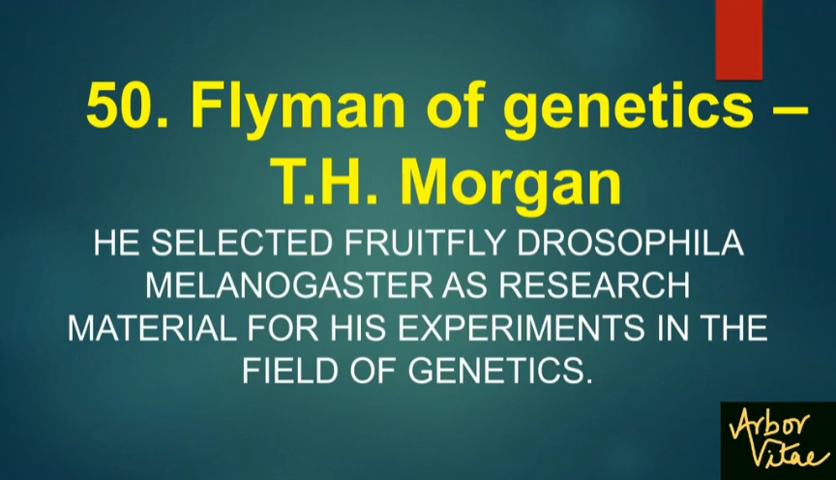 50. Flyman of genetics –
T.H. Morgan
HE SELECTED FRUITFLY DROSOPHILA
MELANOGASTER AS RESEARCH
MATERIAL FOR HIS EXPERIMENTS IN THE
FIELD OF GENETICS.
Arbor
Vitae